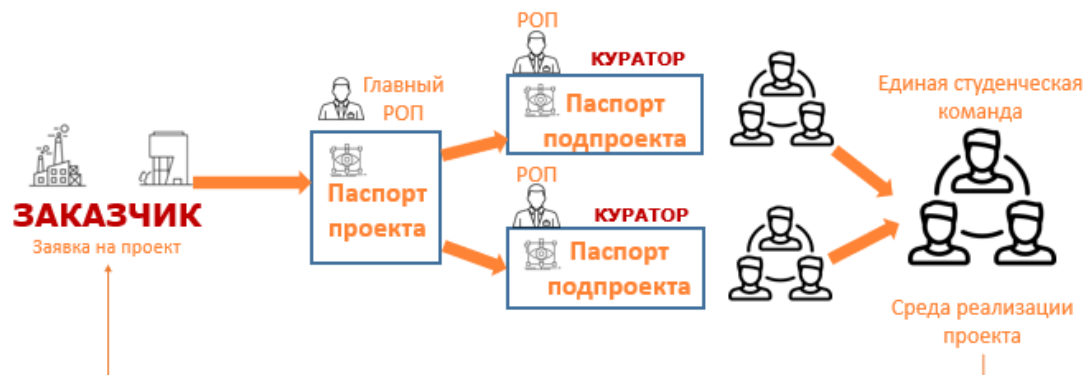 ЗАКАЗЧИК
Заявка на проект
Главный
РОП
Паспорт
проекта
РОП
КУРАТОР
Паспорт
подпроекта
РОП
КУРАТОР
Паспорт
подпроекта
Единая студенческая
команда
Среда реализации
проекта